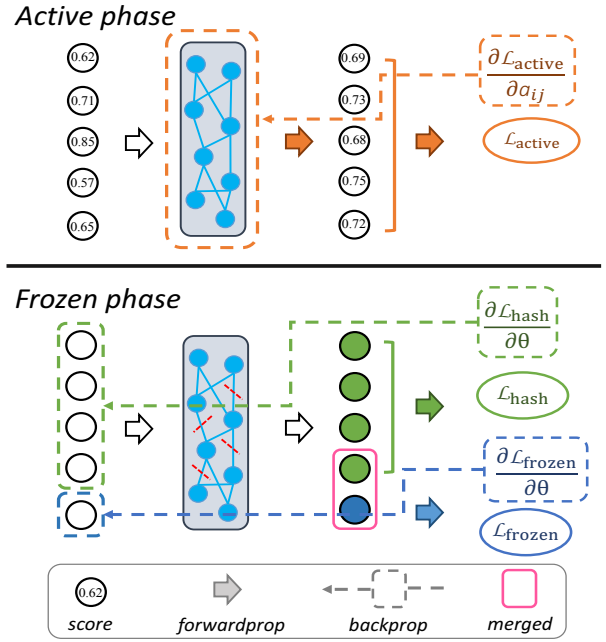 Active phase
0.62
0.71
0.85
0.57
0.65
0.69
0.73
0.68
0.75
0.72
∂ℒactive
∂aij
ℒactive
Frozen phase
∂ℒhash
∂θ
ℒhash
∂ℒfrozen
∂θ
ℒfrozen
0.62
score forwardprop backprop merged